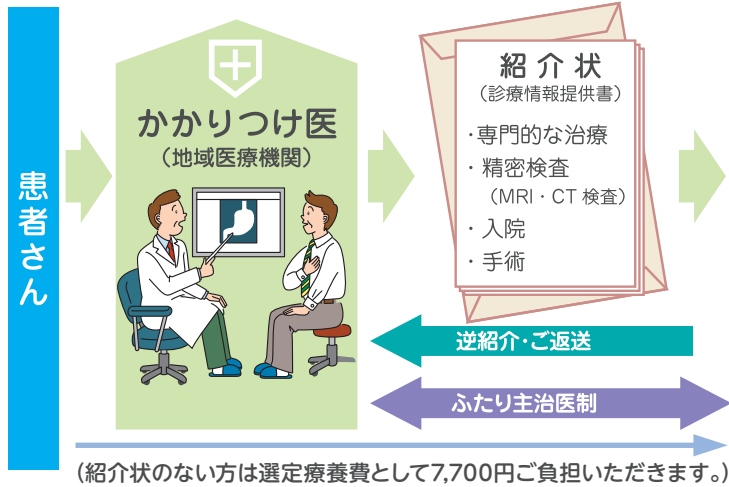 患者さん
かかりつけ医
（地域医療機関）
紹介状
（診療情報提供書）
・専門的な治療
・精密検査
（MRI・CT 検査）
・入院
・手術
逆紹介・ご返送
ふたり主治医制
（紹介状のない方は選定療養費として7,700円ご負担いただきます。）